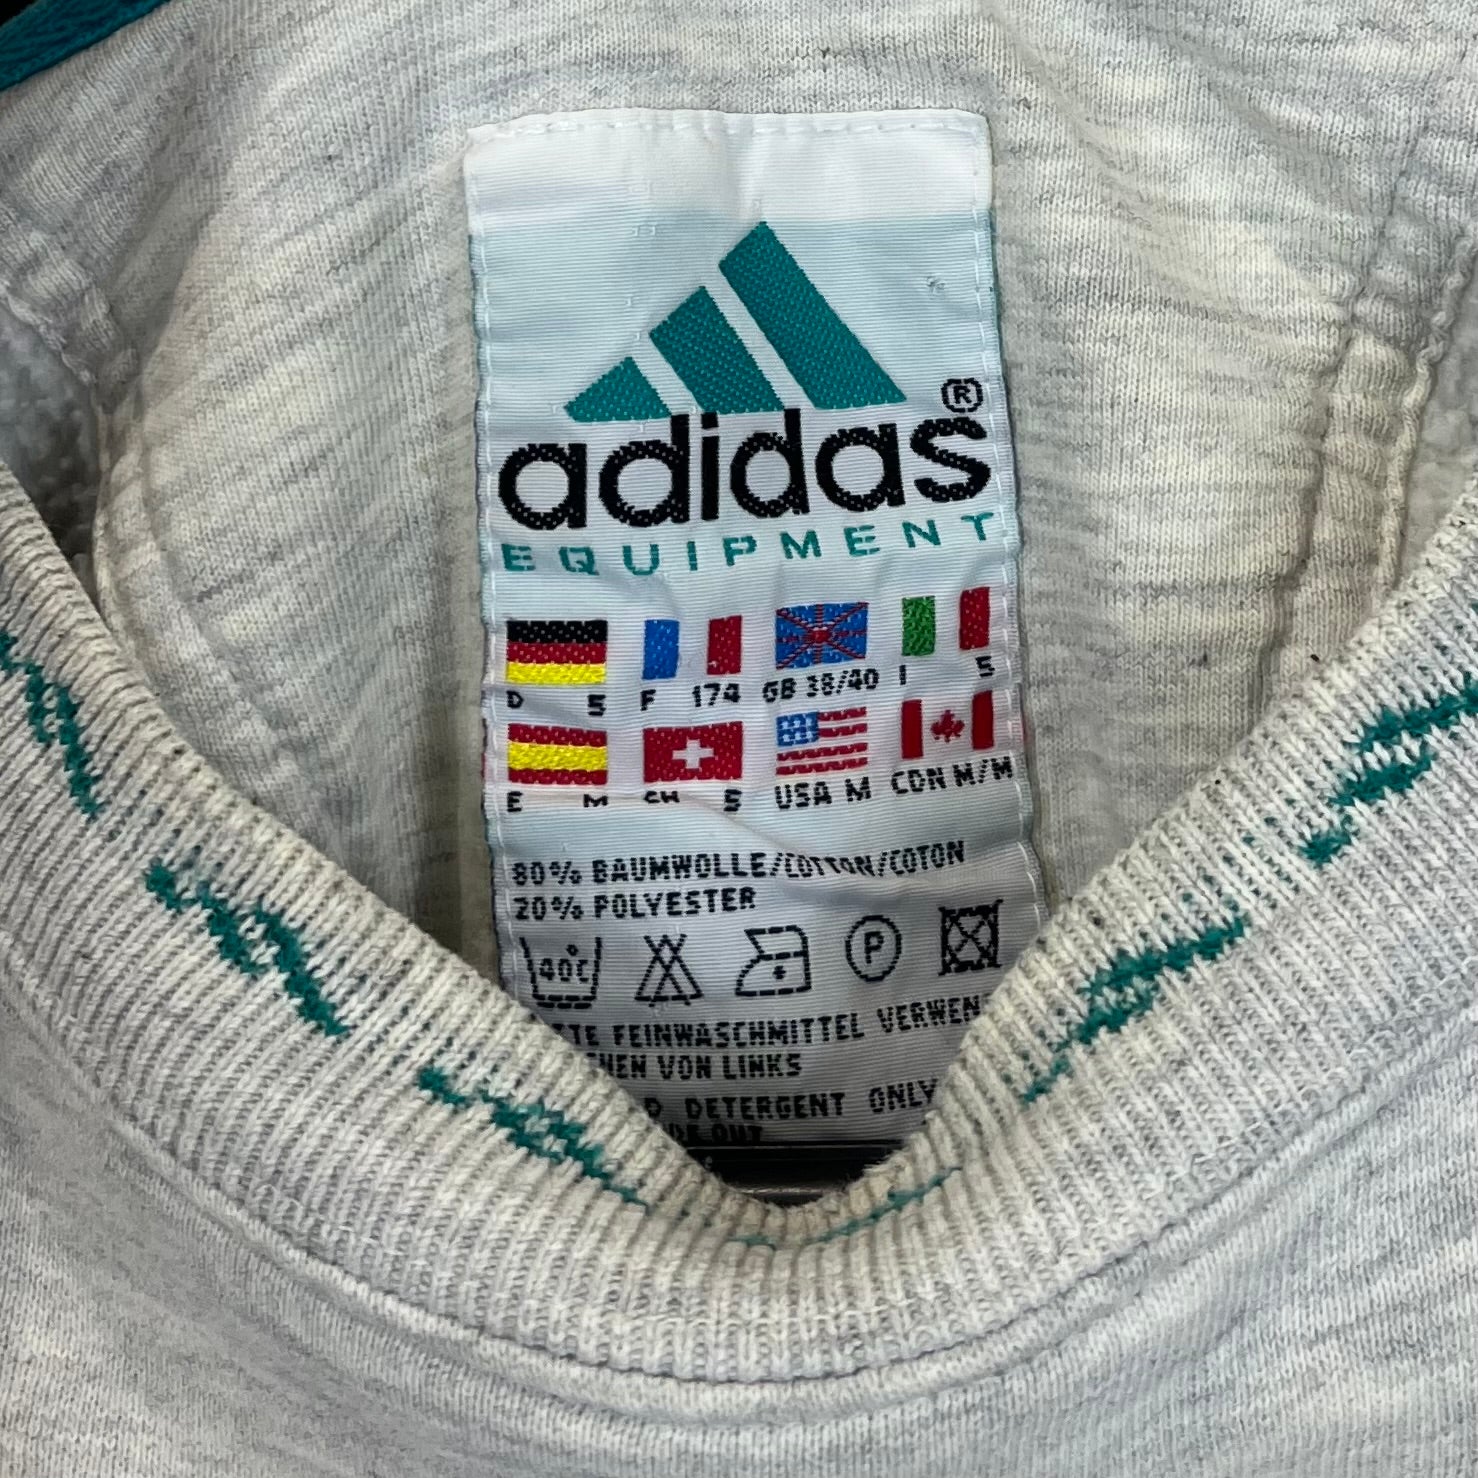 adidas®
EQUIPMENT
D 5 F 174 GB 38/40 I 5
E M CH 5 USA M CDN M/M
80% BAUMWOLLE/COTTON/COTON
20% POLYESTER
40°C P
FEINWASCHMITTEL
VON LINKS
DETERGENT ONLY
OUT